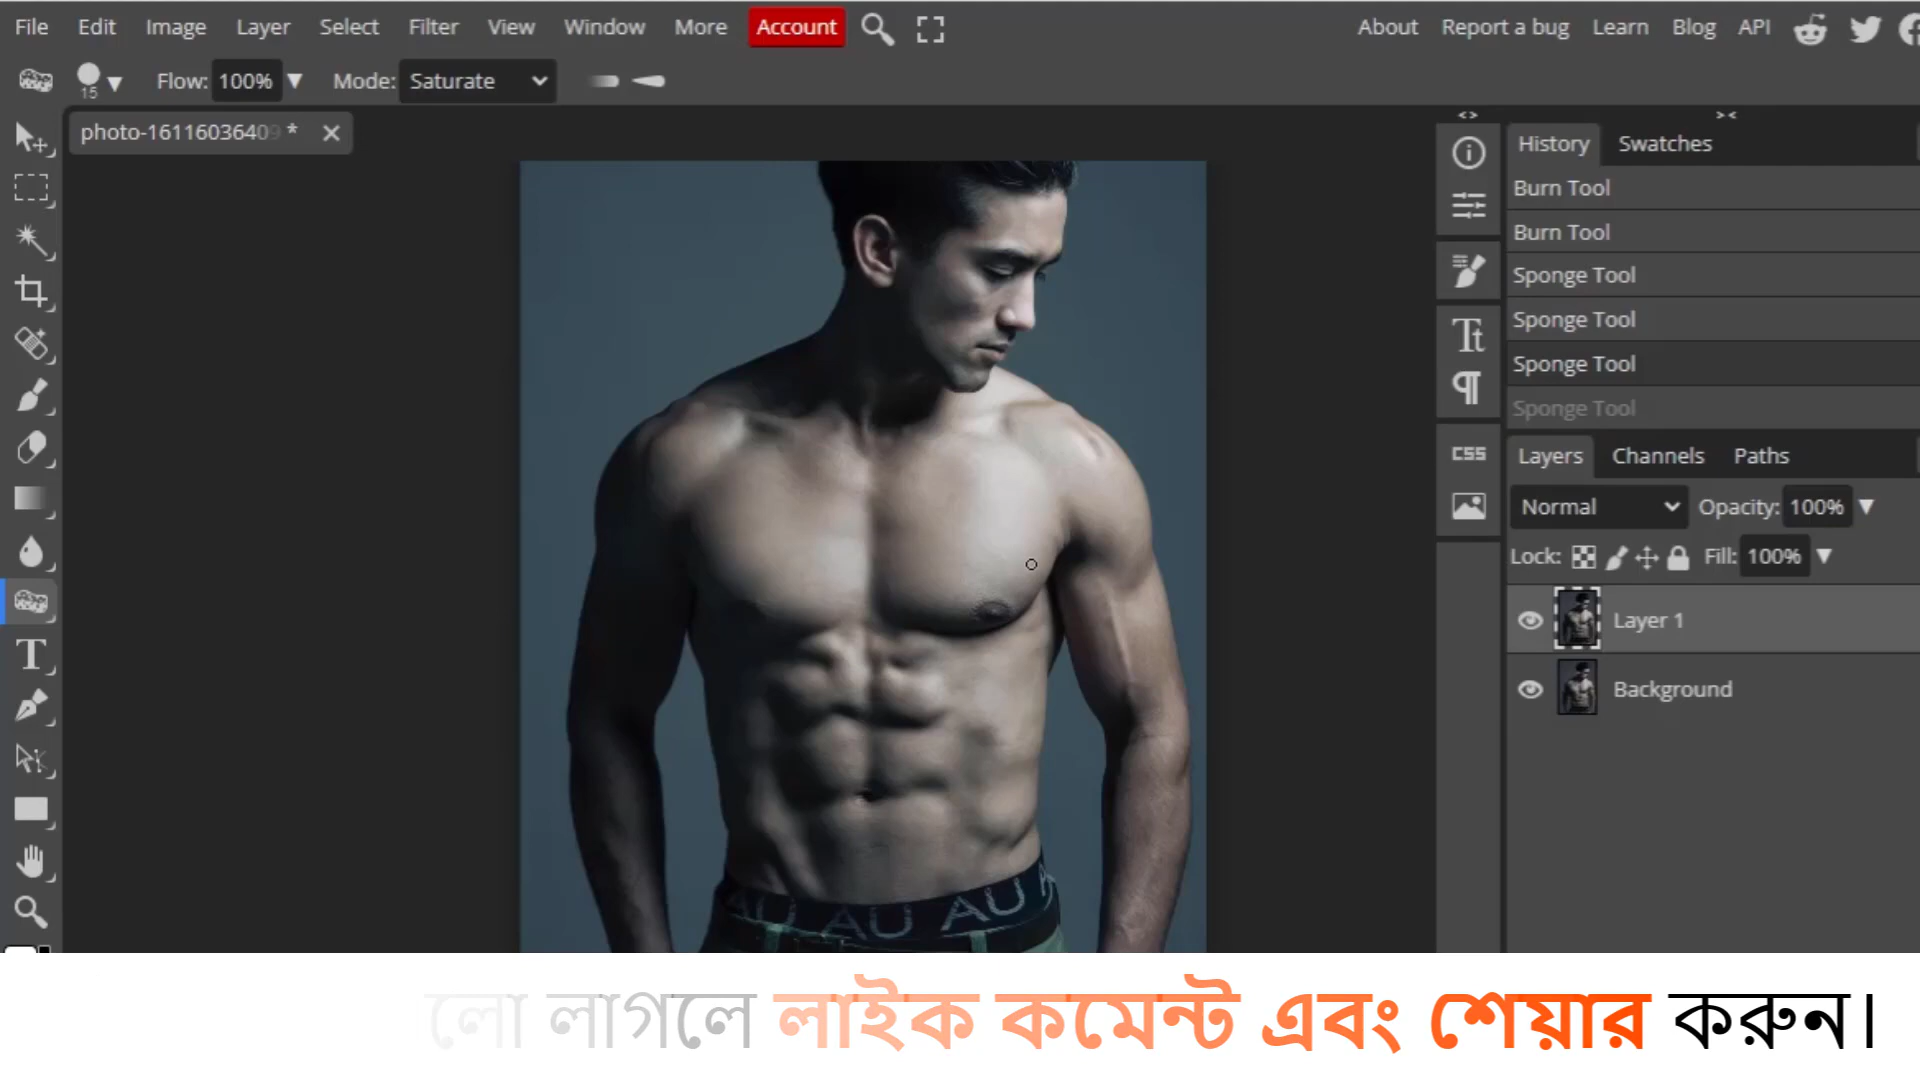 File Edit Image Layer Select Filter View Window More Account About Report a bug Learn Blog API
15 Flow: 100% Mode: Saturate
photo-16116036409 *
History Swatches
Burn Tool
Burn Tool
Sponge Tool
Sponge Tool
Sponge Tool
Sponge Tool
CSS
Layers Channels Paths
Normal Opacity: 100%
Lock: Fill: 100%
Layer 1
Background
AU AU AU
লো লাগলে লাইক কমেন্ট এবং শেয়ার করুন।